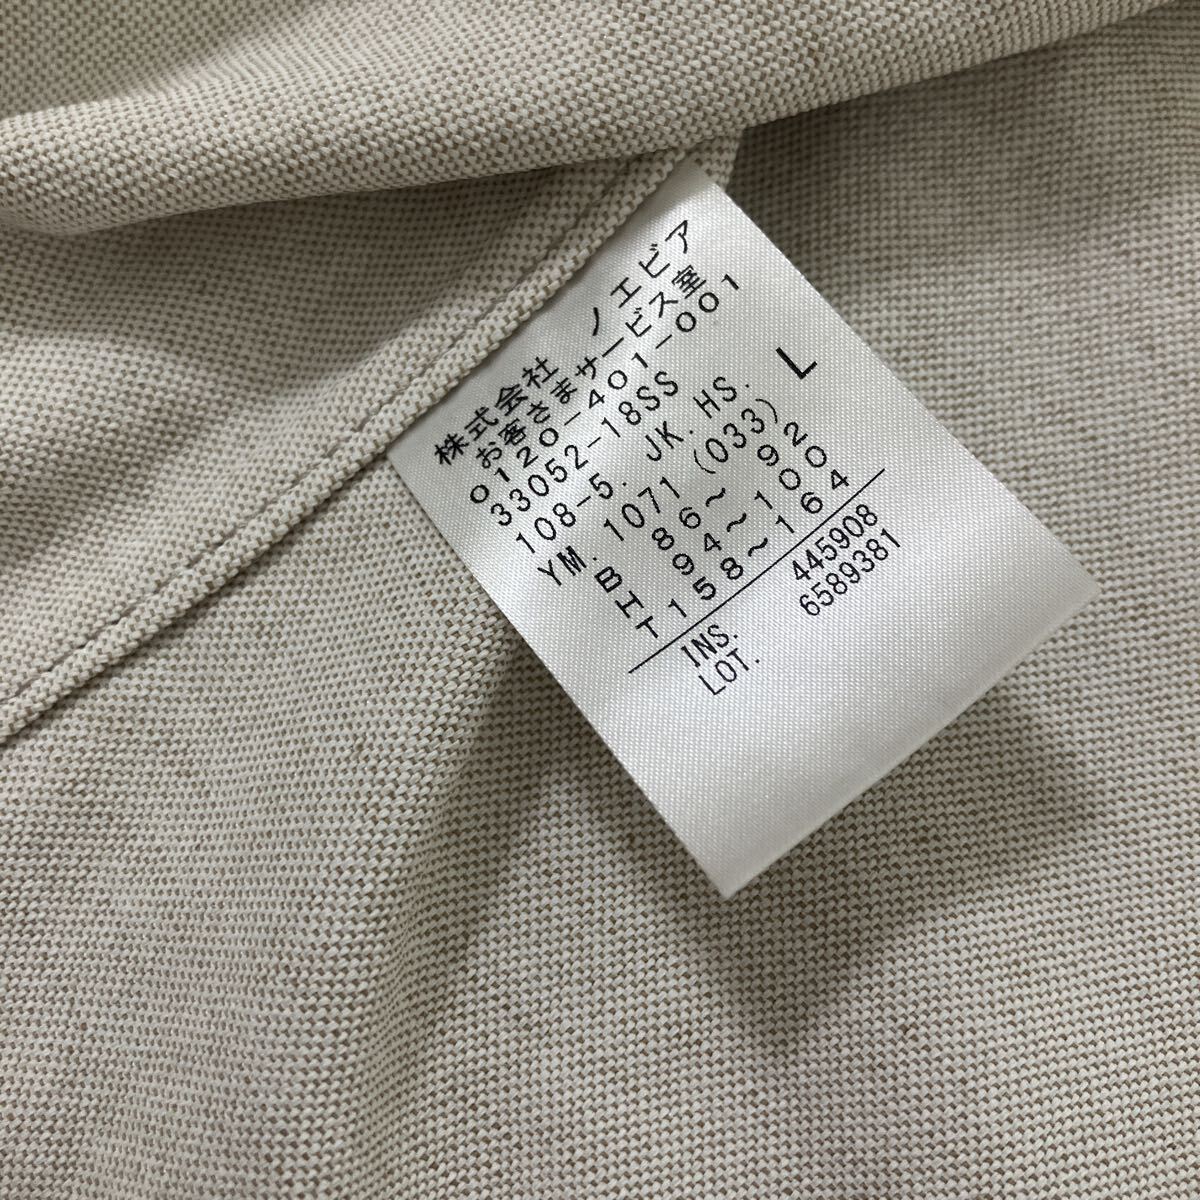 株式会社 ノエビア
お客さまサービス室
0120-401-001
33052-18SS
108-5. JK. HS. L
YM. 1071 (033)
B 86~ 92
H 94~100
T 158~164
INS. 445908
LOT. 6589381